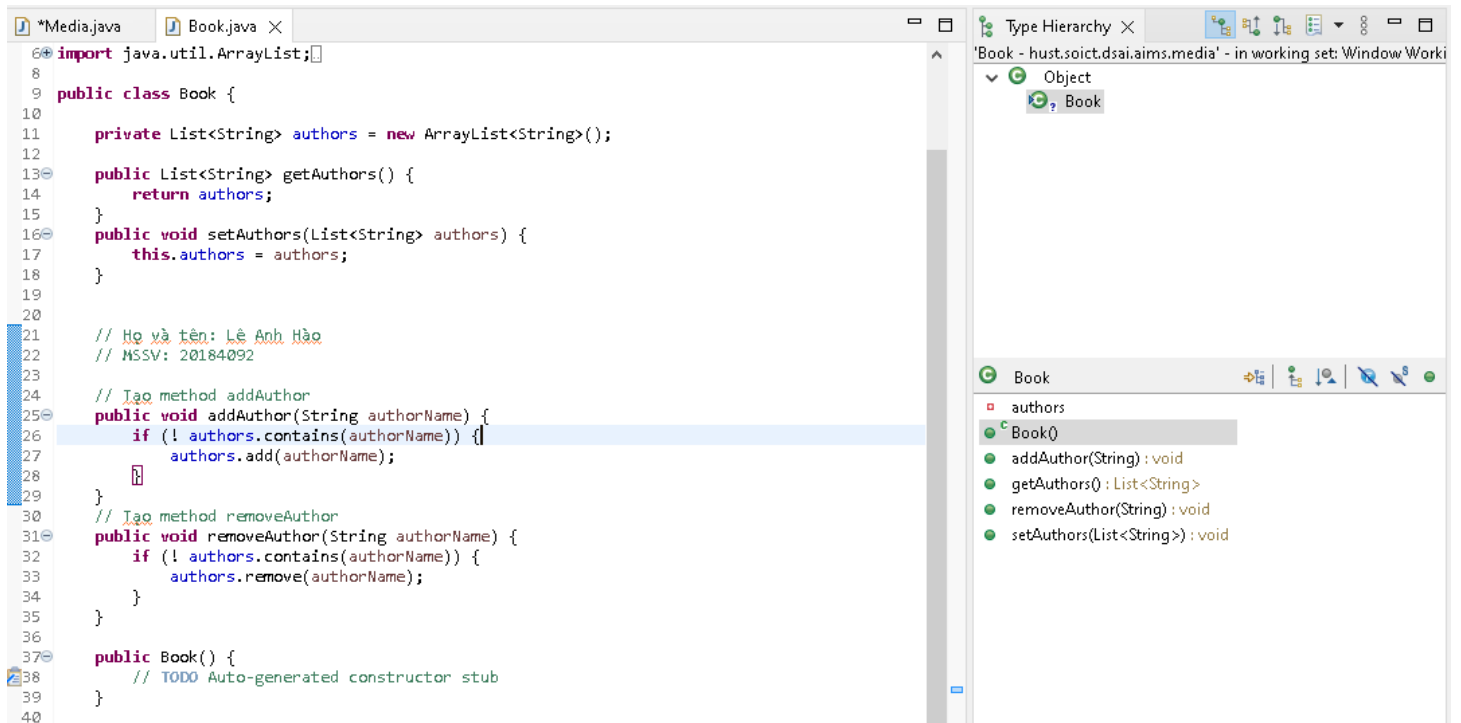 *Media.java
Book.java
6 import java.util.ArrayList;
8
9 public class Book {
10
11     private List<String> authors = new ArrayList<String>();
12
13     public List<String> getAuthors() {
14         return authors;
15     }
16     public void setAuthors(List<String> authors) {
17         this.authors = authors;
18     }
19
20
21     // Họ và tên: Lê Anh Hào
22     // MSSV: 20184092
23
24     // Tạo method addAuthor
25     public void addAuthor(String authorName) {
26         if (! authors.contains(authorName)) {
27             authors.add(authorName);
28         }
29     }
30     // Tạo method removeAuthor
31     public void removeAuthor(String authorName) {
32         if (! authors.contains(authorName)) {
33             authors.remove(authorName);
34         }
35     }
36
37     public Book() {
38         // TODO Auto-generated constructor stub
39     }
40
Type Hierarchy
'Book - hust.soict.dsai.aims.media' - in working set: Window Worki
Object
Book
Book
authors
Book()
addAuthor(String) : void
getAuthors() : List<String>
removeAuthor(String) : void
setAuthors(List<String>) : void